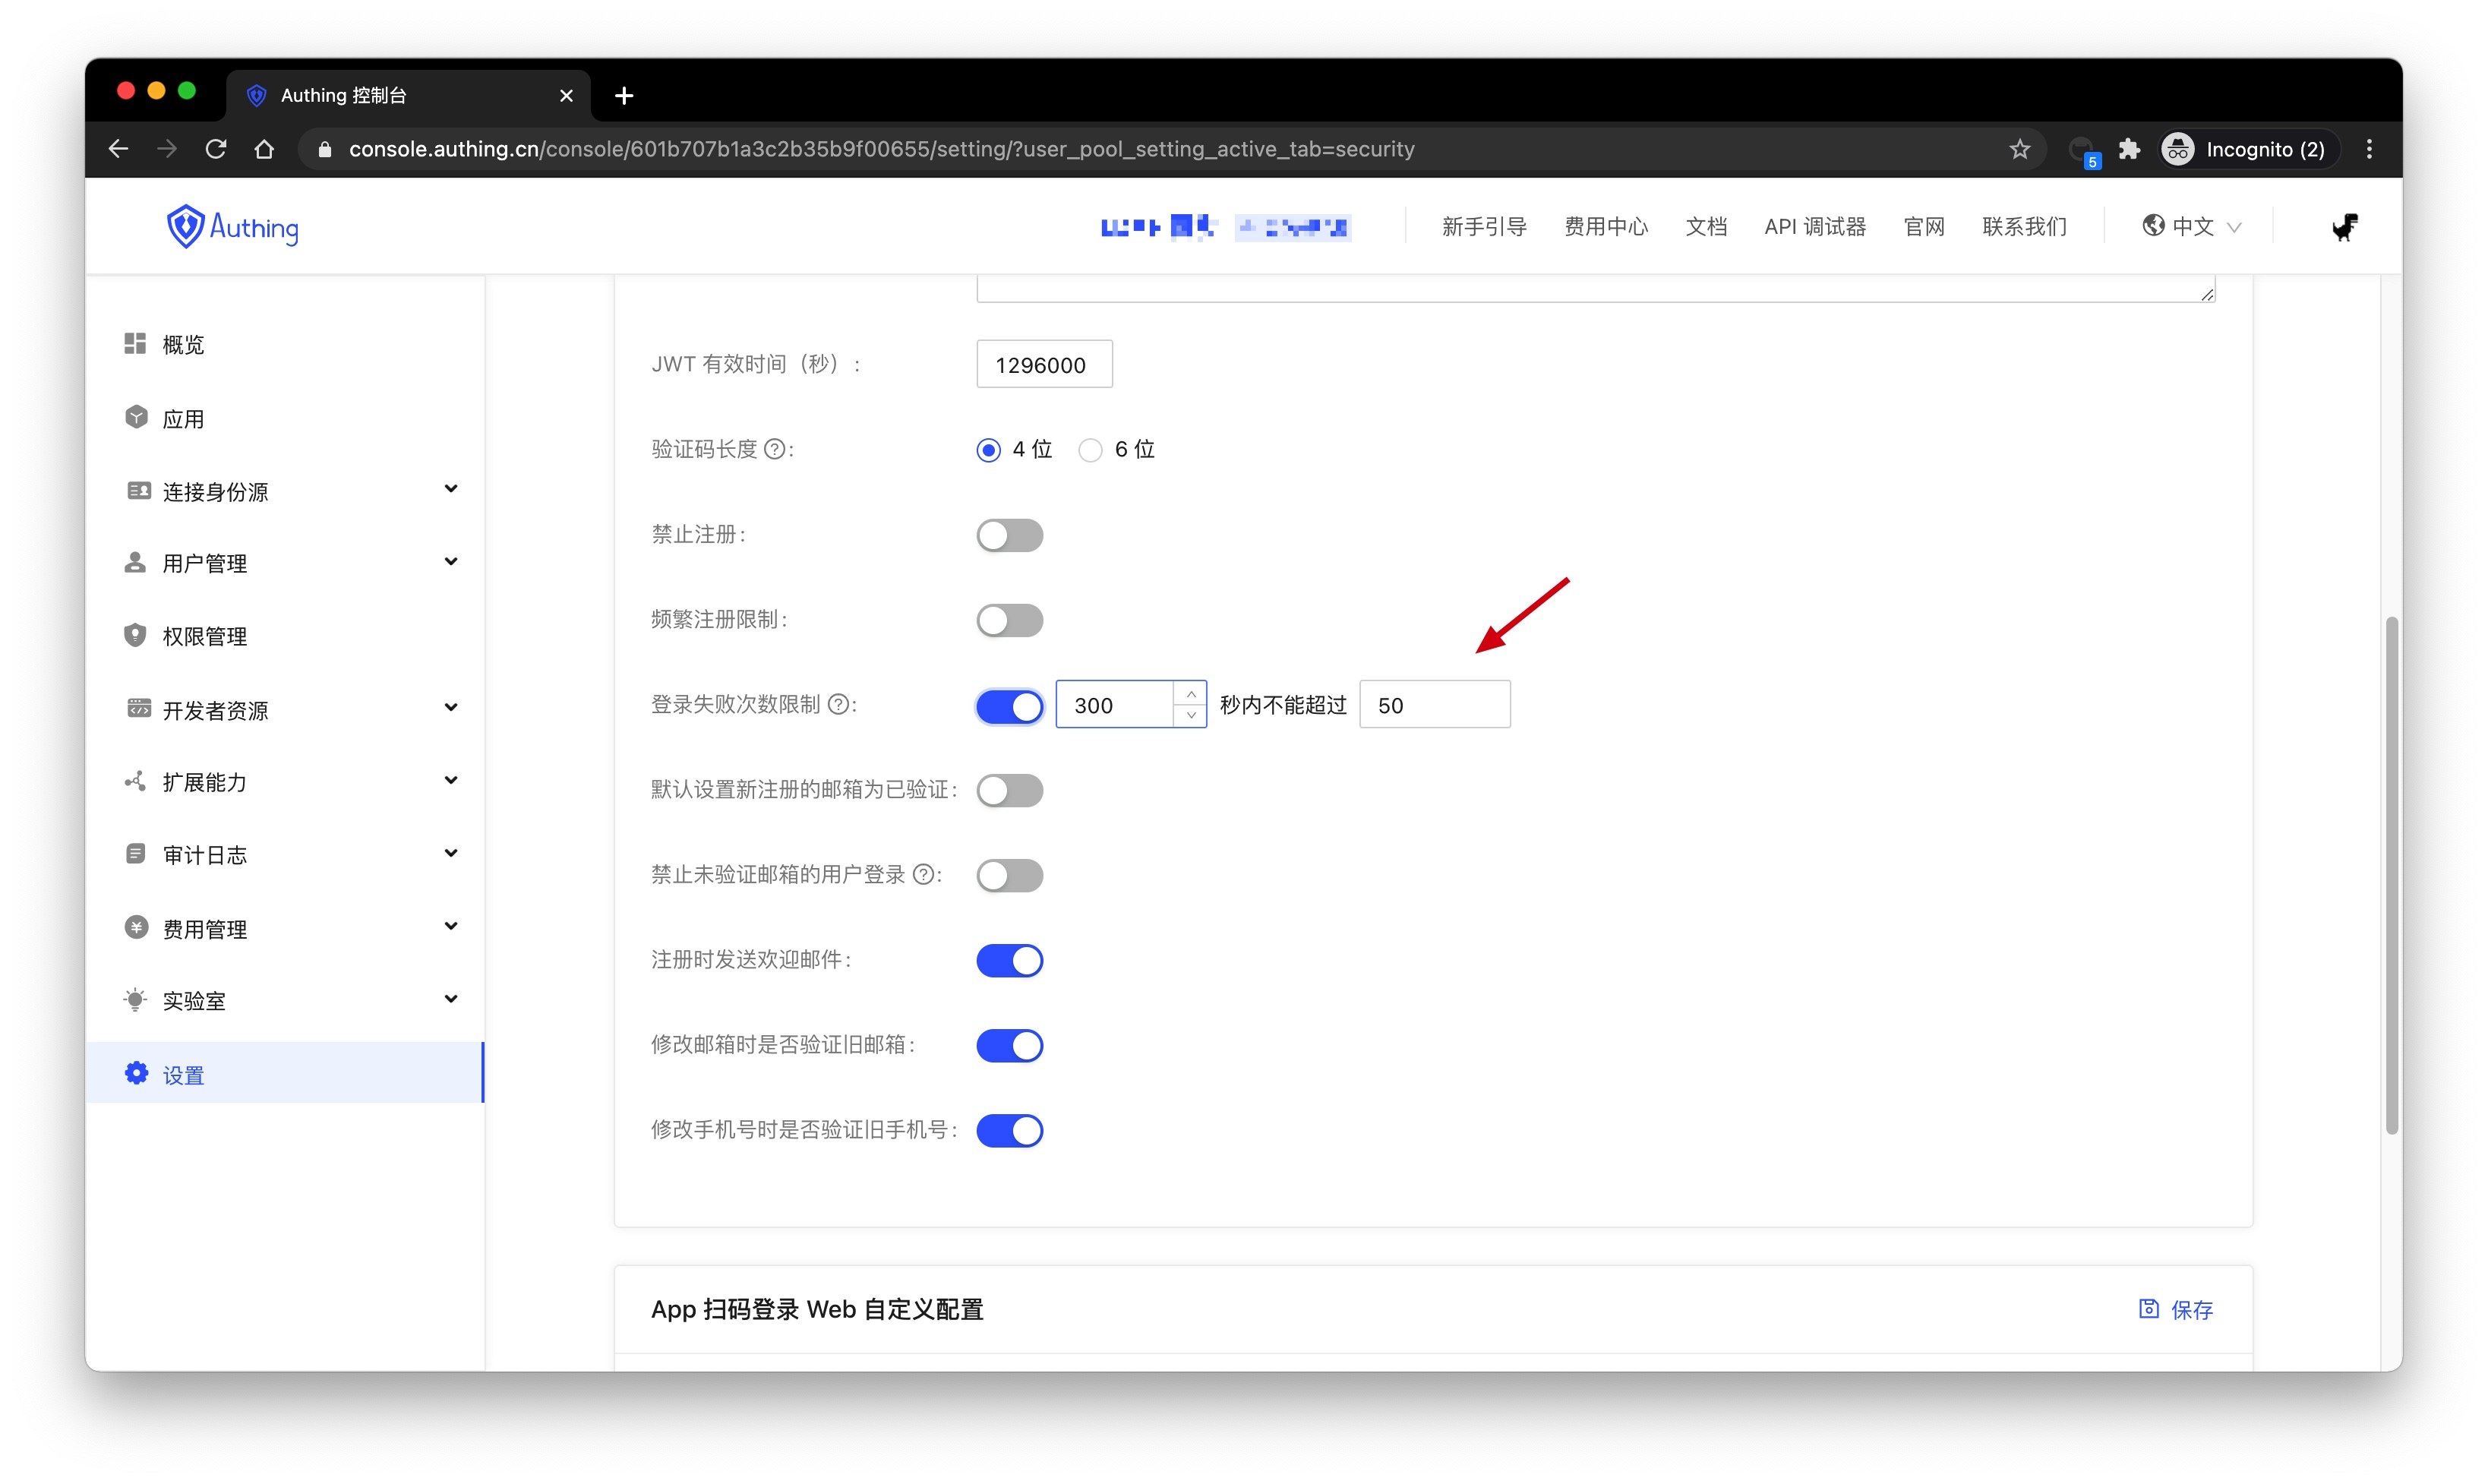 Authing 控制台
console.authing.cn/console/601b707b1a3c2b35b9f00655/setting/?user_pool_setting_active_tab=security
5
Incognito (2)
Authing
新手引导 费用中心 文档 API 调试器 官网 联系我们 中文
概览
应用
连接身份源
用户管理
权限管理
开发者资源
扩展能力
审计日志
费用管理
实验室
设置
JWT 有效时间（秒）: 1296000
验证码长度 ?: 4 位 6 位
禁止注册:
频繁注册限制:
登录失败次数限制 ?: 300 秒内不能超过 50
默认设置新注册的邮箱为已验证:
禁止未验证邮箱的用户登录 ?:
注册时发送欢迎邮件:
修改邮箱时是否验证旧邮箱:
修改手机号时是否验证旧手机号:
App 扫码登录 Web 自定义配置 保存